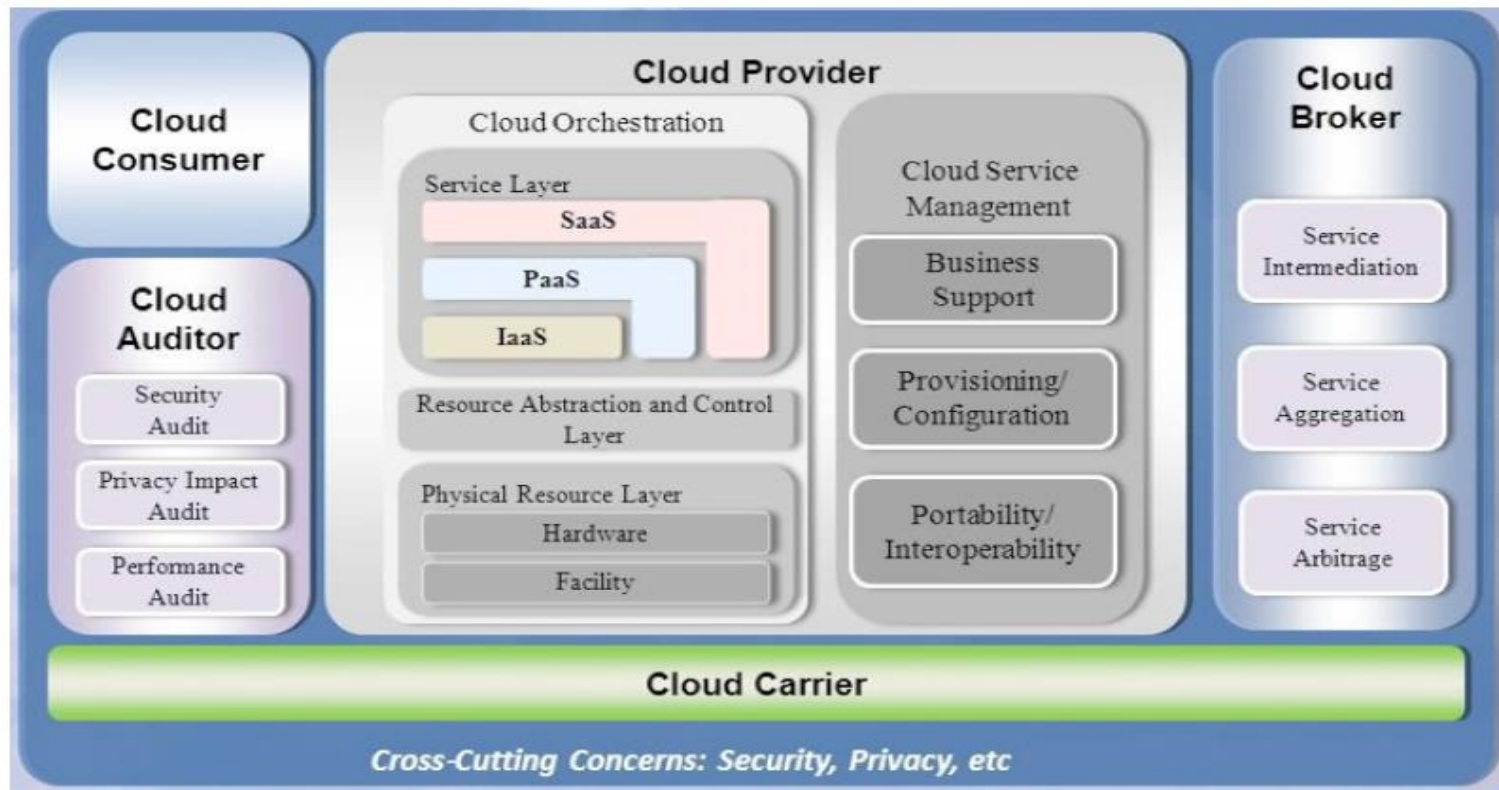 Cloud
Consumer
Cloud
Auditor
Security
Audit
Privacy Impact
Audit
Performance
Audit
Cloud Provider
Cloud Orchestration
Service Layer
SaaS
PaaS
IaaS
Resource Abstraction and Control
Layer
Physical Resource Layer
Hardware
Facility
Cloud Service
Management
Business
Support
Provisioning/
Configuration
Portability/
Interoperability
Cloud
Broker
Service
Intermediation
Service
Aggregation
Service
Arbitrage
Cloud Carrier
Cross-Cutting Concerns: Security, Privacy, etc